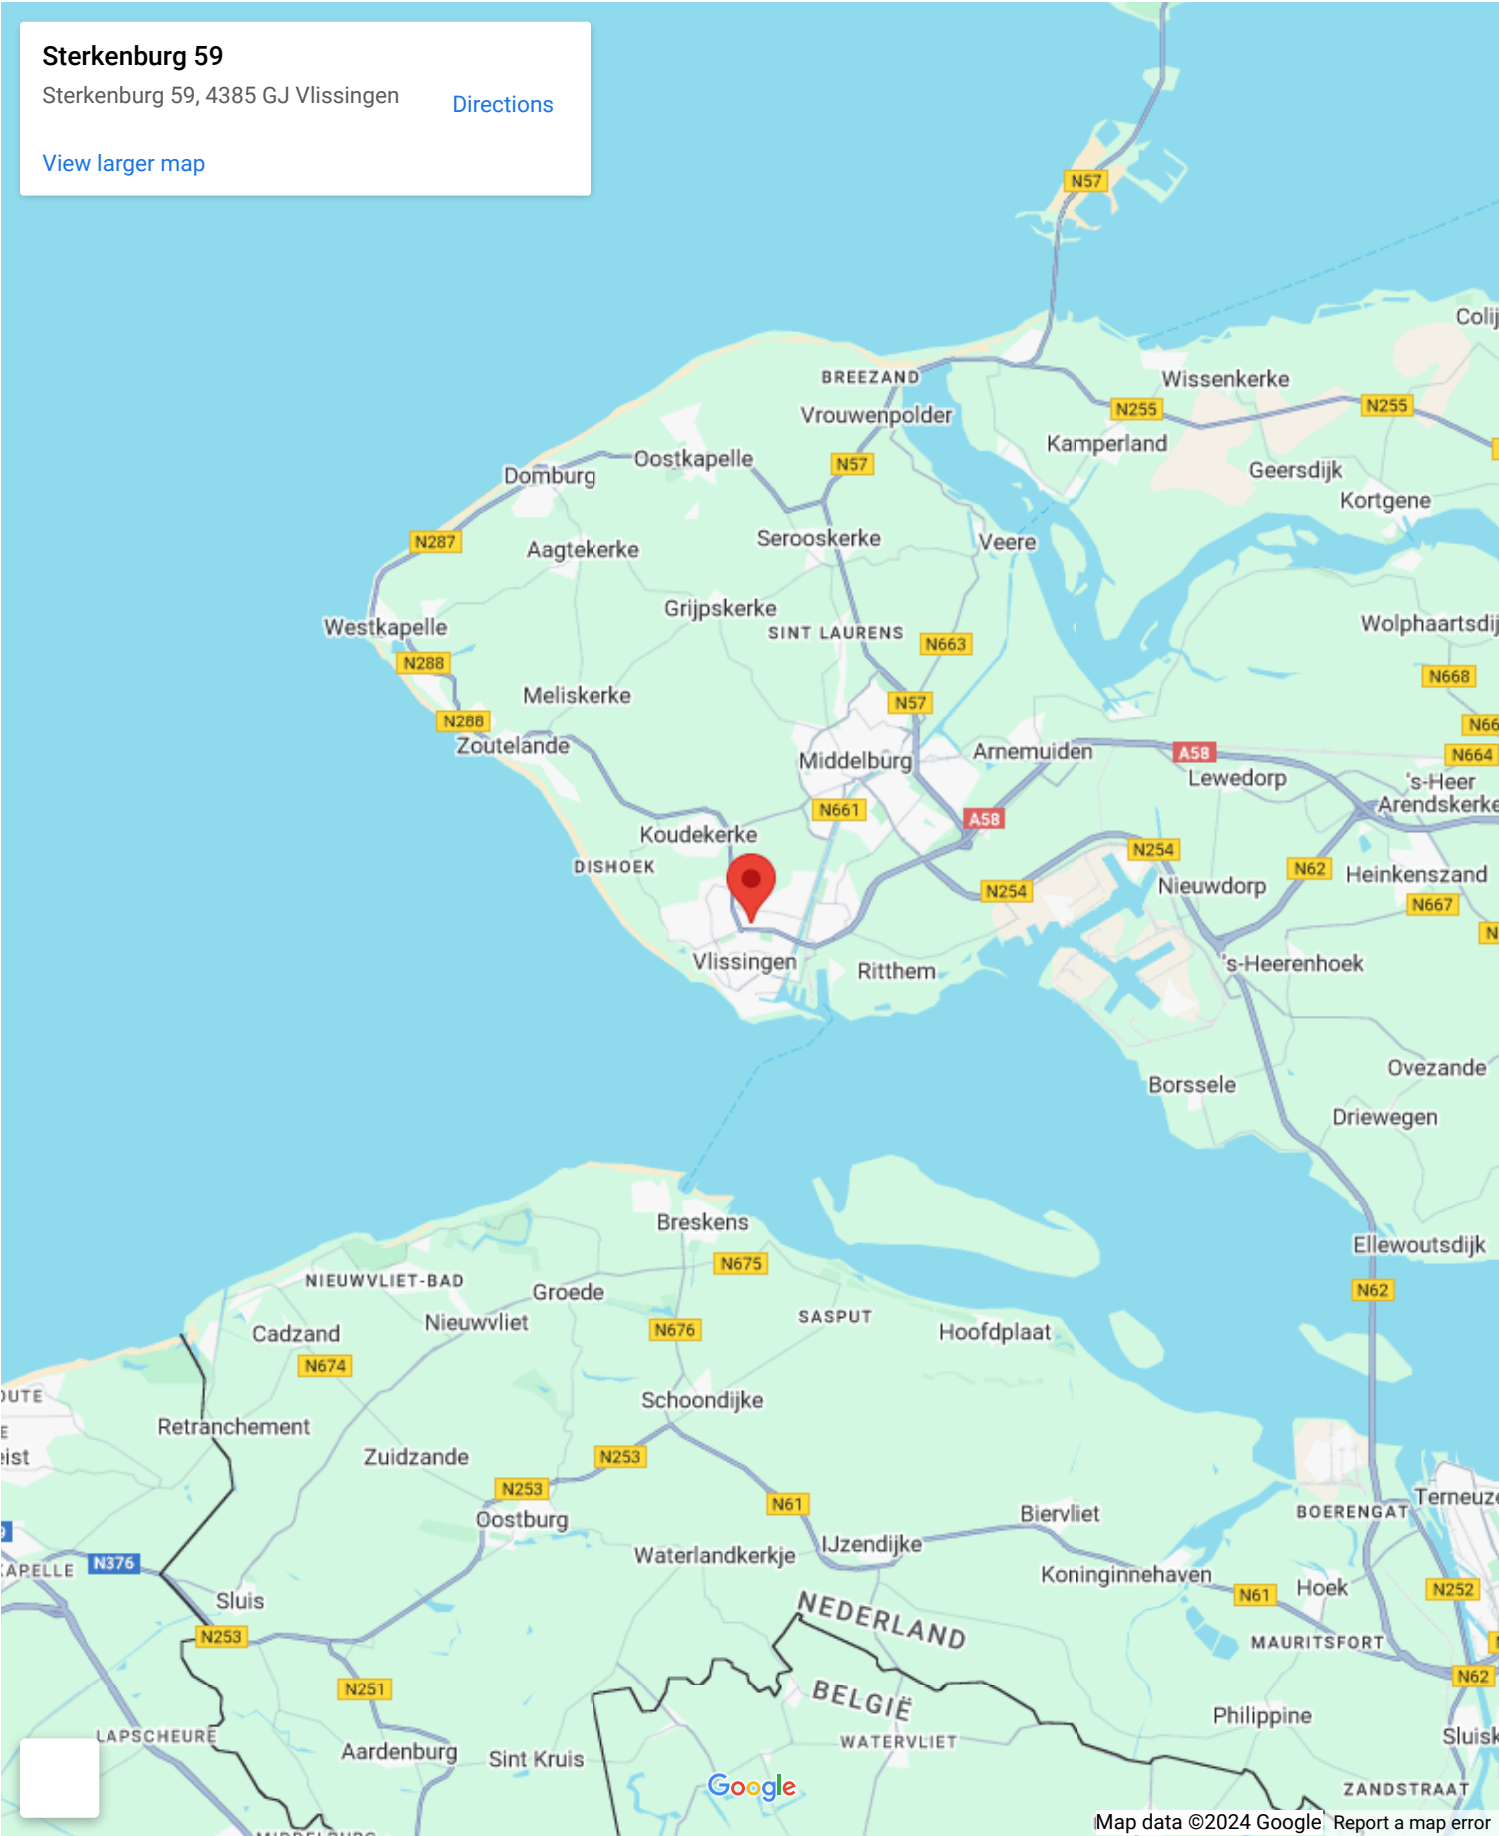 Sterkenburg 59
Sterkenburg 59, 4385 GJ Vlissingen
Directions
View larger map
N57
Wissenkerke
BREEZAND
N255
N255
Vrouwenpolder
Kamperland
Oostkapelle
N57
Geersdijk
Domburg
Kortgene
N287
Serooskerke
Veere
Aagtekerke
Grijpskerke
Westkapelle
SINT LAURENS
N663
N288
N668
Meliskerke
N57
N288
Zoutelande
Middelburg
Arnemuiden
A58
N664
Lewedorp
's-Heer
N661
A58
Koudekerke
N254
DISHOEK
N62
Heinkenszand
N254
Nieuwdorp
N667
Vlissingen
Ritthem
's-Heerenhoek
Ovezande
Borssele
Driewegen
Breskens
Ellewoutsdijk
N675
NIEUWVLIET-BAD
Groede
N62
Nieuwvliet
SASPUT
Cadzand
N676
Hoofdplaat
N674
Schoondijke
Retranchement
Zuidzande
N253
N253
N61
BOERENGAT
Biervliet
Oostburg
IJzendijke
Waterlandkerkje
N376
Koninginnehaven
Hoek
N252
N61
Sluis
NEDERLAND
N253
MAURITSFORT
N62
N251
BELGIË
Philippine
LAPSCHEURE
WATERVLIET
Aardenburg
Sint Kruis
Google
ZANDSTRAAT
Map data ©2024 Google
Report a map error